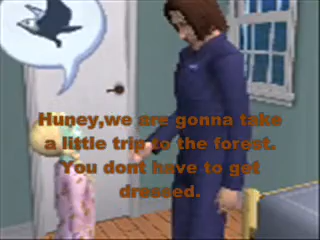 Huney,we are gonna take
a little trip to the forest.
You dont have to get
dressed.